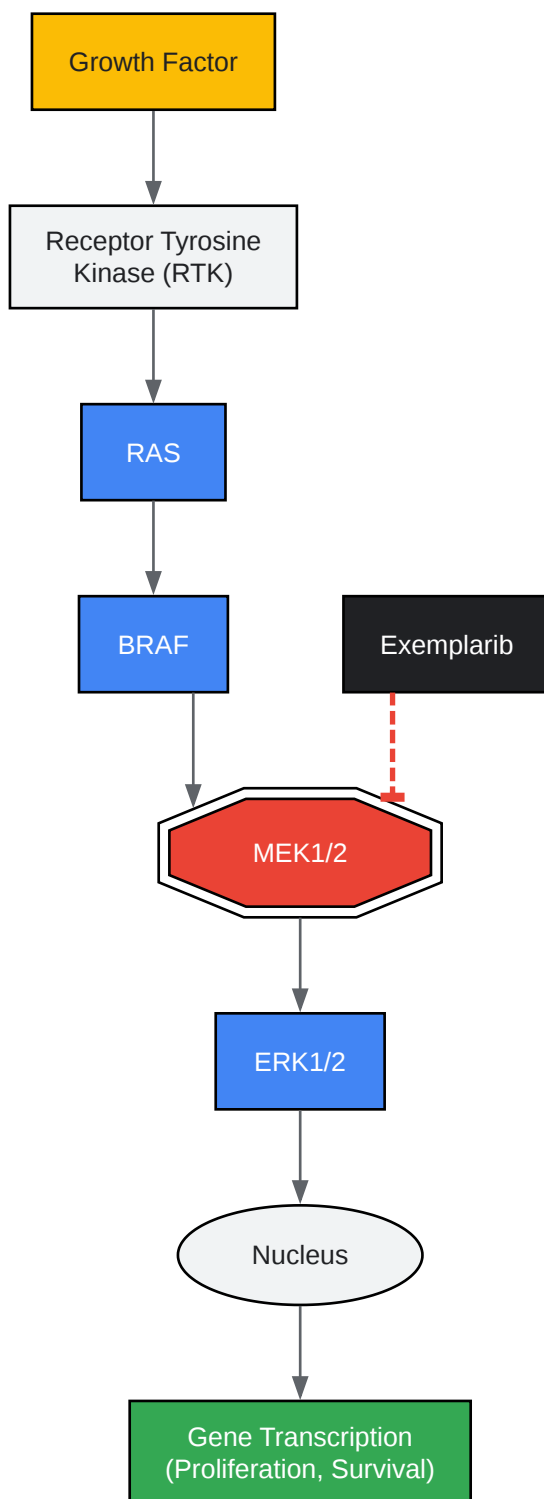 Growth Factor
Receptor Tyrosine
Kinase (RTK)
RAS
BRAF
Exemplarib
MEK1/2
ERK1/2
Nucleus
Gene Transcription
(Proliferation, Survival)